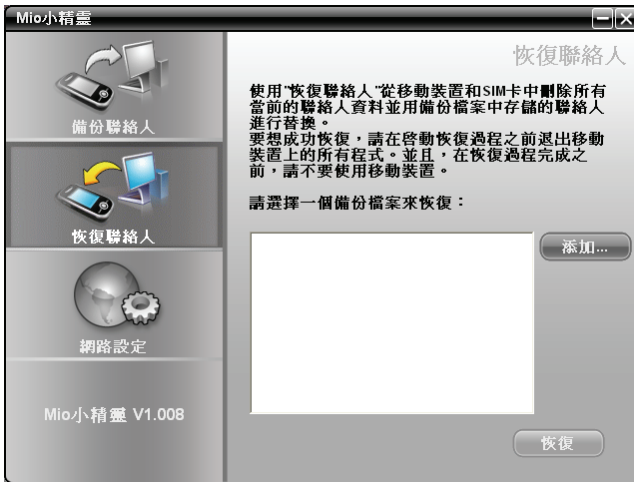 Mio小精靈
備份聯絡人
恢復聯絡人
網路設定
Mio小精靈 V1.008
恢復聯絡人
使用"恢復聯絡人"從移動裝置和SIM卡中刪除所有
當前的聯絡人資料並用備份檔案中存儲的聯絡人
進行替換。
要想成功恢復，請在啓動恢復過程之前退出移動
裝置上的所有程式。並且，在恢復過程完成之
前，請不要使用移動裝置。
請選擇一個備份檔案來恢復：
添加...
恢復